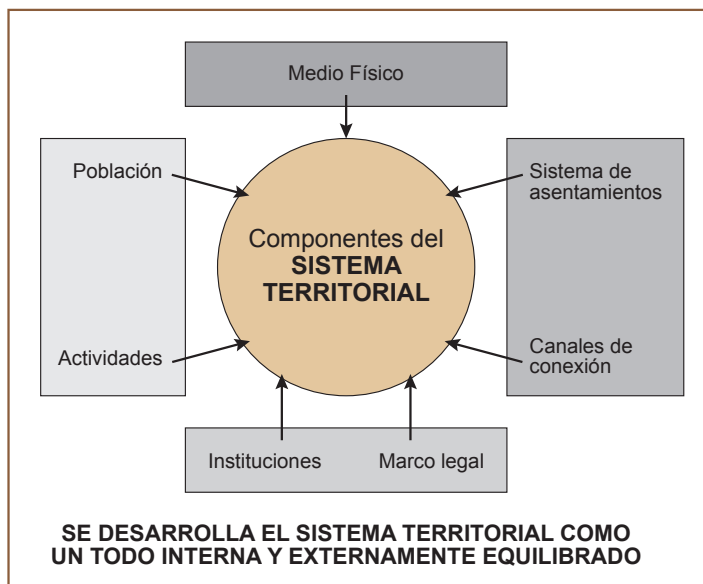 Medio Físico
Población
Sistema de
asentamientos
Componentes del
SISTEMA
TERRITORIAL
Actividades
Canales de
conexión
Instituciones
Marco legal
SE DESARROLLA EL SISTEMA TERRITORIAL COMO
UN TODO INTERNA Y EXTERNAMENTE EQUILIBRADO